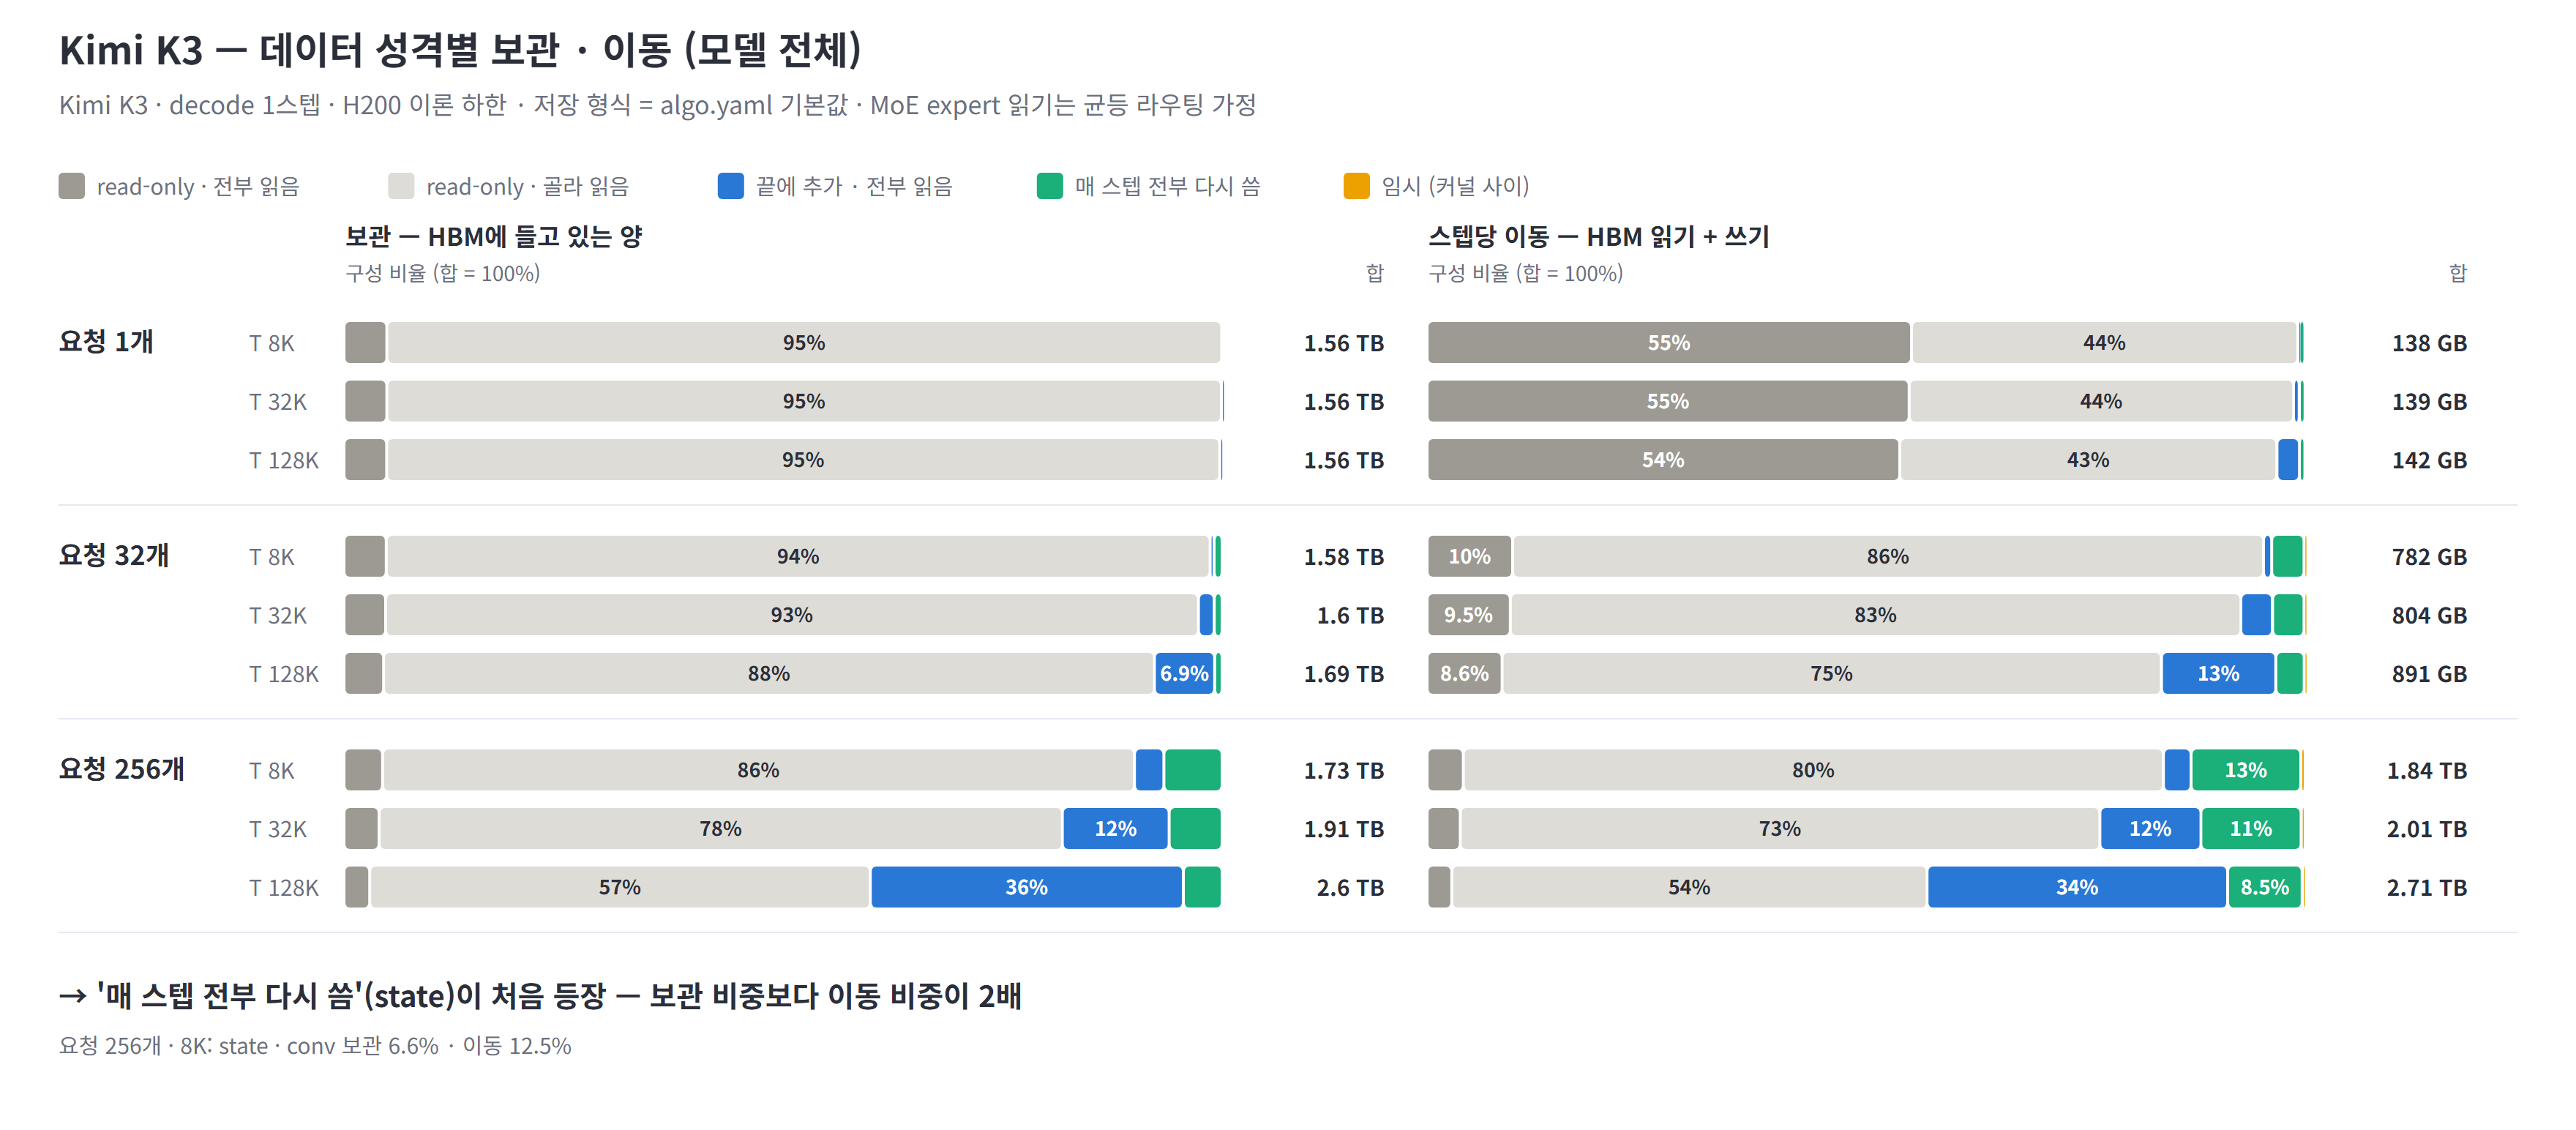 Kimi K3 — 데이터 성격별 보관 · 이동 (모델 전체)
Kimi K3 · decode 1스텝 · H200 이론 하한 · 저장 형식 = algo.yaml 기본값 · MoE expert 읽기는 균등 라우팅 가정
read-only · 전부 읽음 read-only · 골라 읽음 끝에 추가 · 전부 읽음 매 스텝 전부 다시 씀 임시 (커널 사이)
보관 — HBM에 들고 있는 양 스텝당 이동 — HBM 읽기 + 쓰기
구성 비율 (합 = 100%) 합 구성 비율 (합 = 100%) 합
요청 1개 T 8K 95% 1.56 TB 55% 44% 138 GB
T 32K 95% 1.56 TB 55% 44% 139 GB
T 128K 95% 1.56 TB 54% 43% 142 GB
요청 32개 T 8K 94% 1.58 TB 10% 86% 782 GB
T 32K 93% 1.6 TB 9.5% 83% 804 GB
T 128K 88% 6.9% 1.69 TB 8.6% 75% 13% 891 GB
요청 256개 T 8K 86% 1.73 TB 80% 13% 1.84 TB
T 32K 78% 12% 1.91 TB 73% 12% 11% 2.01 TB
T 128K 57% 36% 2.6 TB 54% 34% 8.5% 2.71 TB
→ '매 스텝 전부 다시 씀'(state)이 처음 등장 — 보관 비중보다 이동 비중이 2배
요청 256개 · 8K: state · conv 보관 6.6% · 이동 12.5%